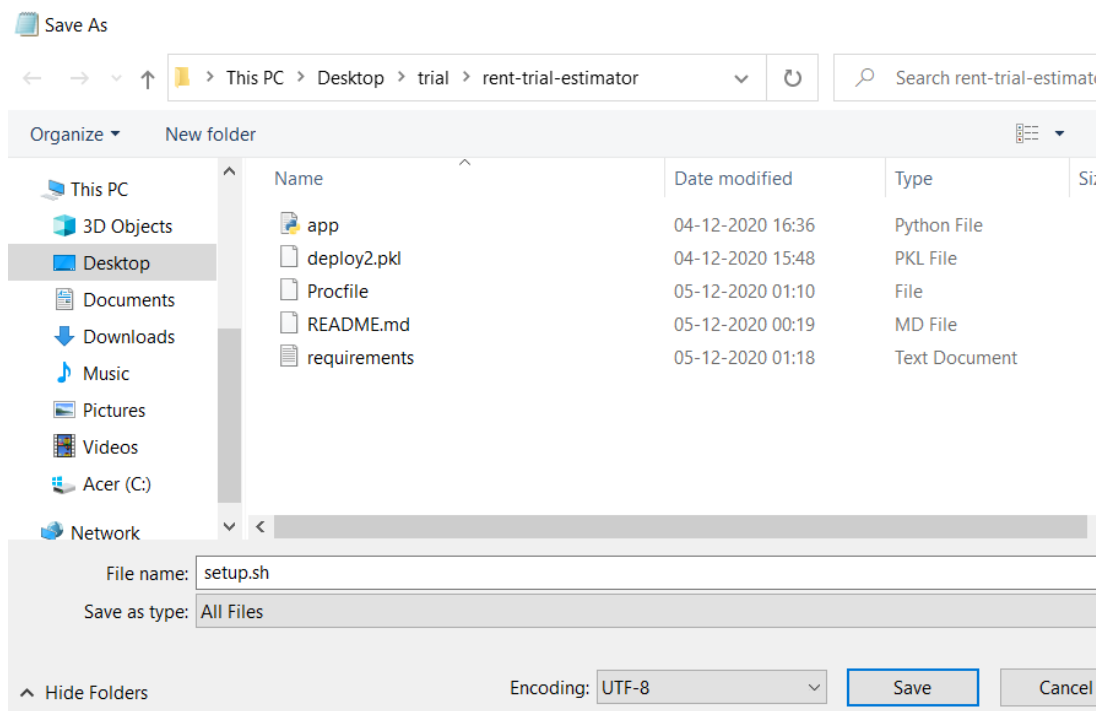 Save As
This PC > Desktop > trial > rent-trial-estimator
Search rent-trial-estimate
Organize
New folder
Name Date modified Type Siz
This PC
3D Objects
Desktop
Documents
Downloads
Music
Pictures
Videos
Acer (C:)
Network
app 04-12-2020 16:36 Python File
deploy2.pkl 04-12-2020 15:48 PKL File
Procfile 05-12-2020 01:10 File
README.md 05-12-2020 00:19 MD File
requirements 05-12-2020 01:18 Text Document
File name: setup.sh
Save as type: All Files
Hide Folders
Encoding: UTF-8
Save
Cancel